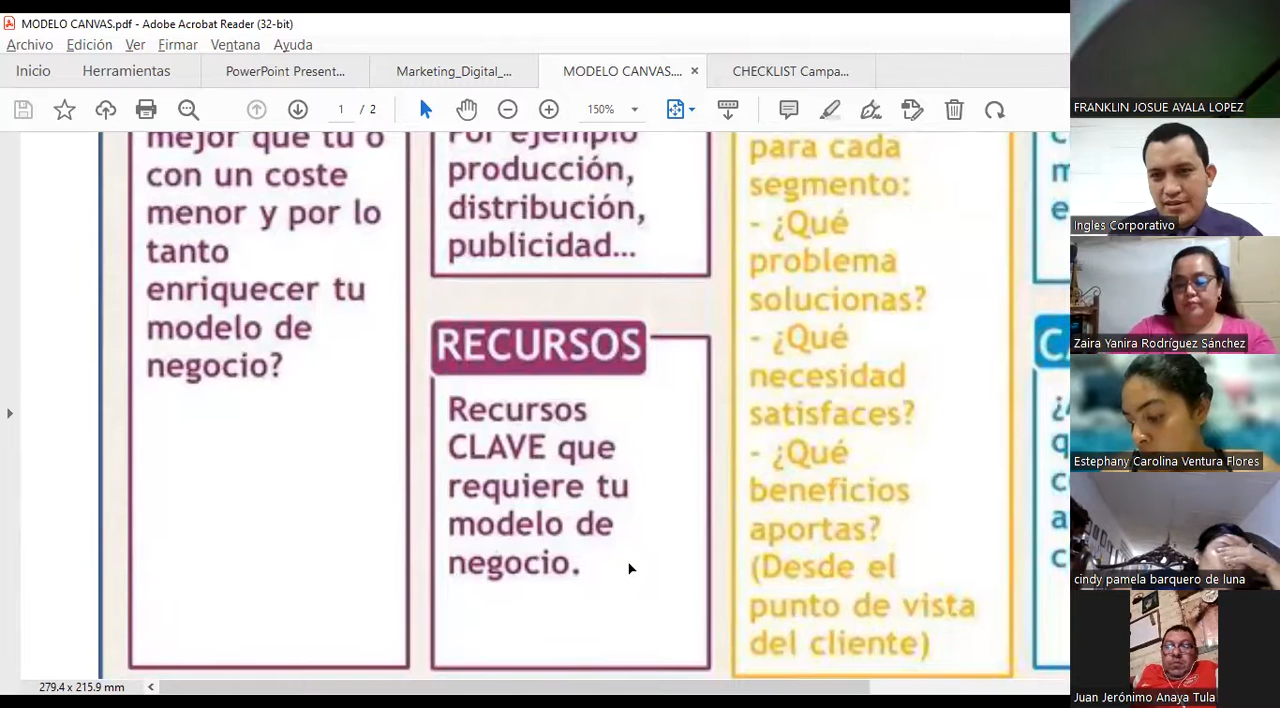 MODELO CANVAS.pdf - Adobe Acrobat Reader (32-bit)
Archivo Edición Ver Firmar Ventana Ayuda
Inicio Herramientas PowerPoint Present... Marketing_Digital_... MODELO CANVAS.... × CHECKLIST Campa...
1 / 2 150%
mejor que tú o
con un coste
menor y por lo
tanto
enriquecer tu
modelo de
negocio?
Por ejemplo
producción,
distribución,
publicidad...
RECURSOS
Recursos
CLAVE que
requiere tu
modelo de
negocio.
para cada
segmento:
- ¿Qué
problema
solucionas?
- ¿Qué
necesidad
satisfaces?
- ¿Qué
beneficios
aportas?
(Desde el
punto de vista
del cliente)
279.4 x 215.9 mm
FRANKLIN JOSUE AYALA LOPEZ
Ingles Corporativo
Zaira Yanira Rodríguez Sánchez
Estephany Carolina Ventura Flores
cindy pamela barquero de luna
Juan Jerónimo Anaya Tula